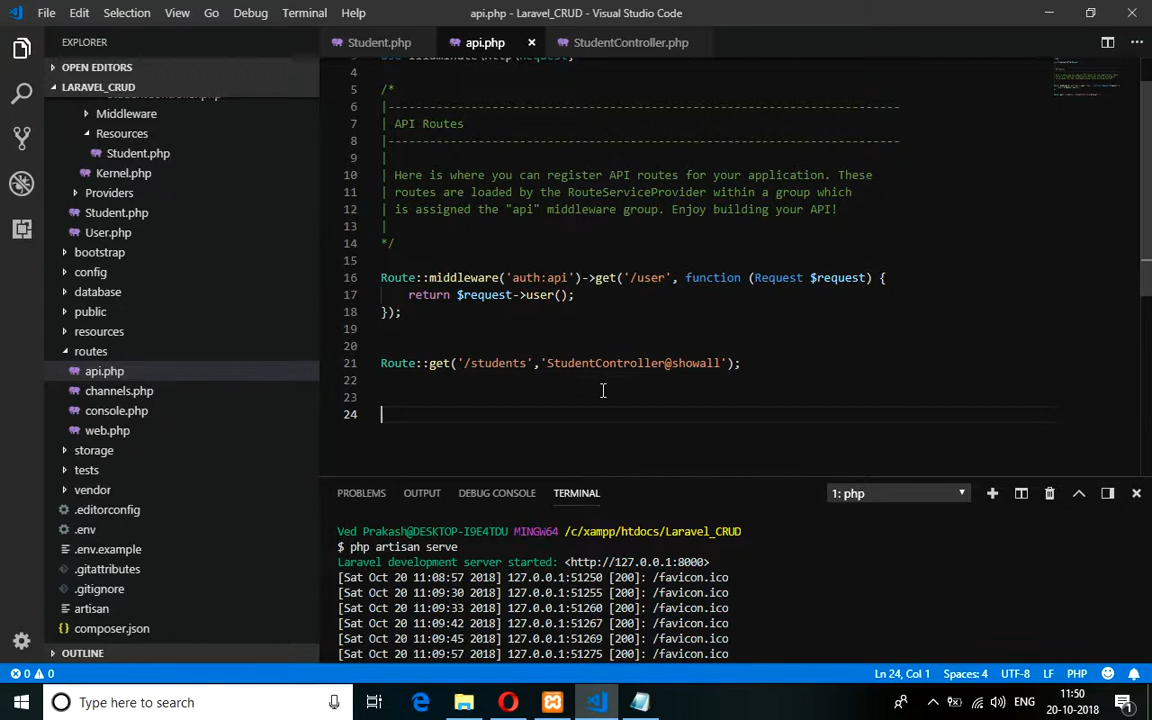 File Edit Selection View Go Debug Terminal Help
api.php - Laravel_CRUD - Visual Studio Code
EXPLORER
Student.php
api.php
StudentController.php
OPEN EDITORS
LARAVEL_CRUD
StudentController.php
Middleware
Resources
Student.php
Kernel.php
Providers
Student.php
User.php
bootstrap
config
database
public
resources
routes
api.php
channels.php
console.php
web.php
storage
tests
vendor
.editorconfig
.env
.env.example
.gitattributes
.gitignore
artisan
composer.json
OUTLINE
3 use Illuminate\Http\Request;
4
5 /*
6 |--------------------------------------------------------------------------
7 | API Routes
8 |--------------------------------------------------------------------------
9 |
10 | Here is where you can register API routes for your application. These
11 | routes are loaded by the RouteServiceProvider within a group which
12 | is assigned the "api" middleware group. Enjoy building your API!
13 |
14 */
15
16 Route::middleware('auth:api')->get('/user', function (Request $request) {
17 return $request->user();
18 });
19
20
21 Route::get('/students','StudentController@showall');
22
23
24
PROBLEMS OUTPUT DEBUG CONSOLE TERMINAL
1: php
Ved Prakash@DESKTOP-I9E4TDU MINGW64 /c/xampp/htdocs/Laravel_CRUD
$ php artisan serve
Laravel development server started: <http://127.0.0.1:8000>
[Sat Oct 20 11:08:57 2018] 127.0.0.1:51250 [200]: /favicon.ico
[Sat Oct 20 11:09:30 2018] 127.0.0.1:51255 [200]: /favicon.ico
[Sat Oct 20 11:09:33 2018] 127.0.0.1:51260 [200]: /favicon.ico
[Sat Oct 20 11:09:42 2018] 127.0.0.1:51267 [200]: /favicon.ico
[Sat Oct 20 11:09:45 2018] 127.0.0.1:51269 [200]: /favicon.ico
[Sat Oct 20 11:09:57 2018] 127.0.0.1:51275 [200]: /favicon.ico
0 0
Ln 24, Col 1 Spaces: 4 UTF-8 LF PHP
Type here to search
ENG
11:50
20-10-2018
1